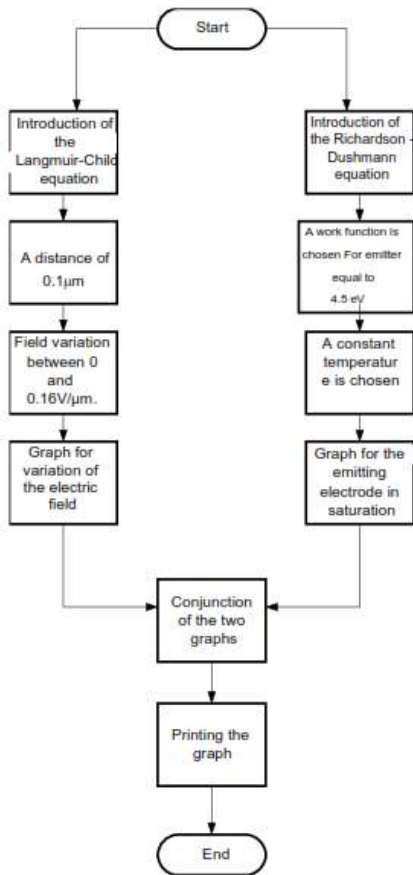 Start
Introduction of
the
Langmuir-Child
equation
A distance of
0.1μm
Field variation
between 0
and
0.16V/μm.
Graph for
variation of
the electric
field
Introduction of
the Richardson -
Dushmann
equation
A work function is
chosen For emitter
equal to
4.5 eV
A constant
temperatur
e is chosen
Graph for the
emitting
electrode in
saturation
Conjunction
of the two
graphs
Printing the
graph
End